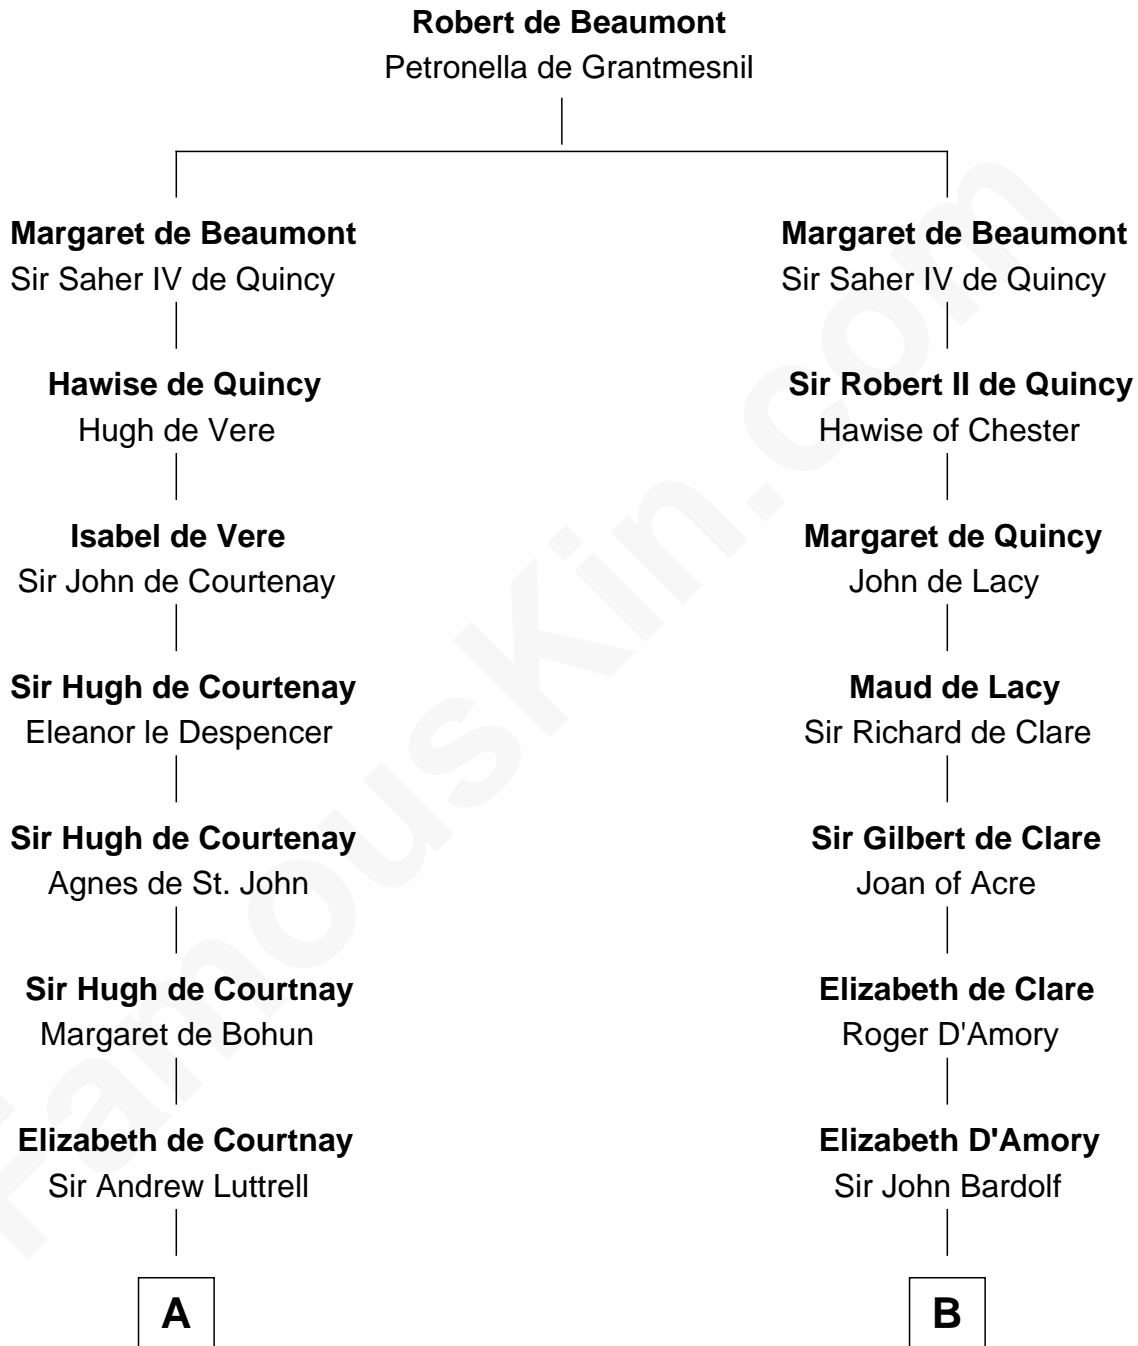 Robert de Beaumont
Petronella de Grantmesnil
Margaret de Beaumont
Sir Saher IV de Quincy
Margaret de Beaumont
Sir Saher IV de Quincy
Hawise de Quincy
Hugh de Vere
Sir Robert II de Quincy
Hawise of Chester
Isabel de Vere
Sir John de Courtenay
Margaret de Quincy
John de Lacy
Sir Hugh de Courtenay
Eleanor le Despencer
Maud de Lacy
Sir Richard de Clare
Sir Hugh de Courtenay
Agnes de St. John
Sir Gilbert de Clare
Joan of Acre
Sir Hugh de Courtnay
Margaret de Bohun
Elizabeth de Clare
Roger D'Amory
Elizabeth de Courtnay
Sir Andrew Luttrell
Elizabeth D'Amory
Sir John Bardolf
A
B
FamousKin.com